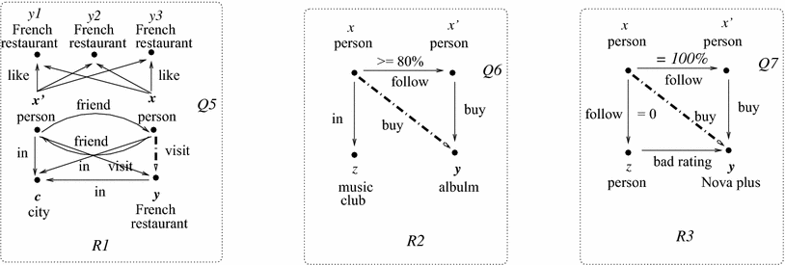 y1 y2 y3
French French French
restaurant restaurant restaurant
like like
x' x
Q5
person friend person
friend
in in visit visit
in
c y
city French
restaurant
R1
x x'
person person
>= 80%
follow
Q6
in buy buy
z y
music albulm
club
R2
x x'
person person
= 100%
follow
Q7
follow = 0 buy buy
bad rating
z y
person Nova plus
R3